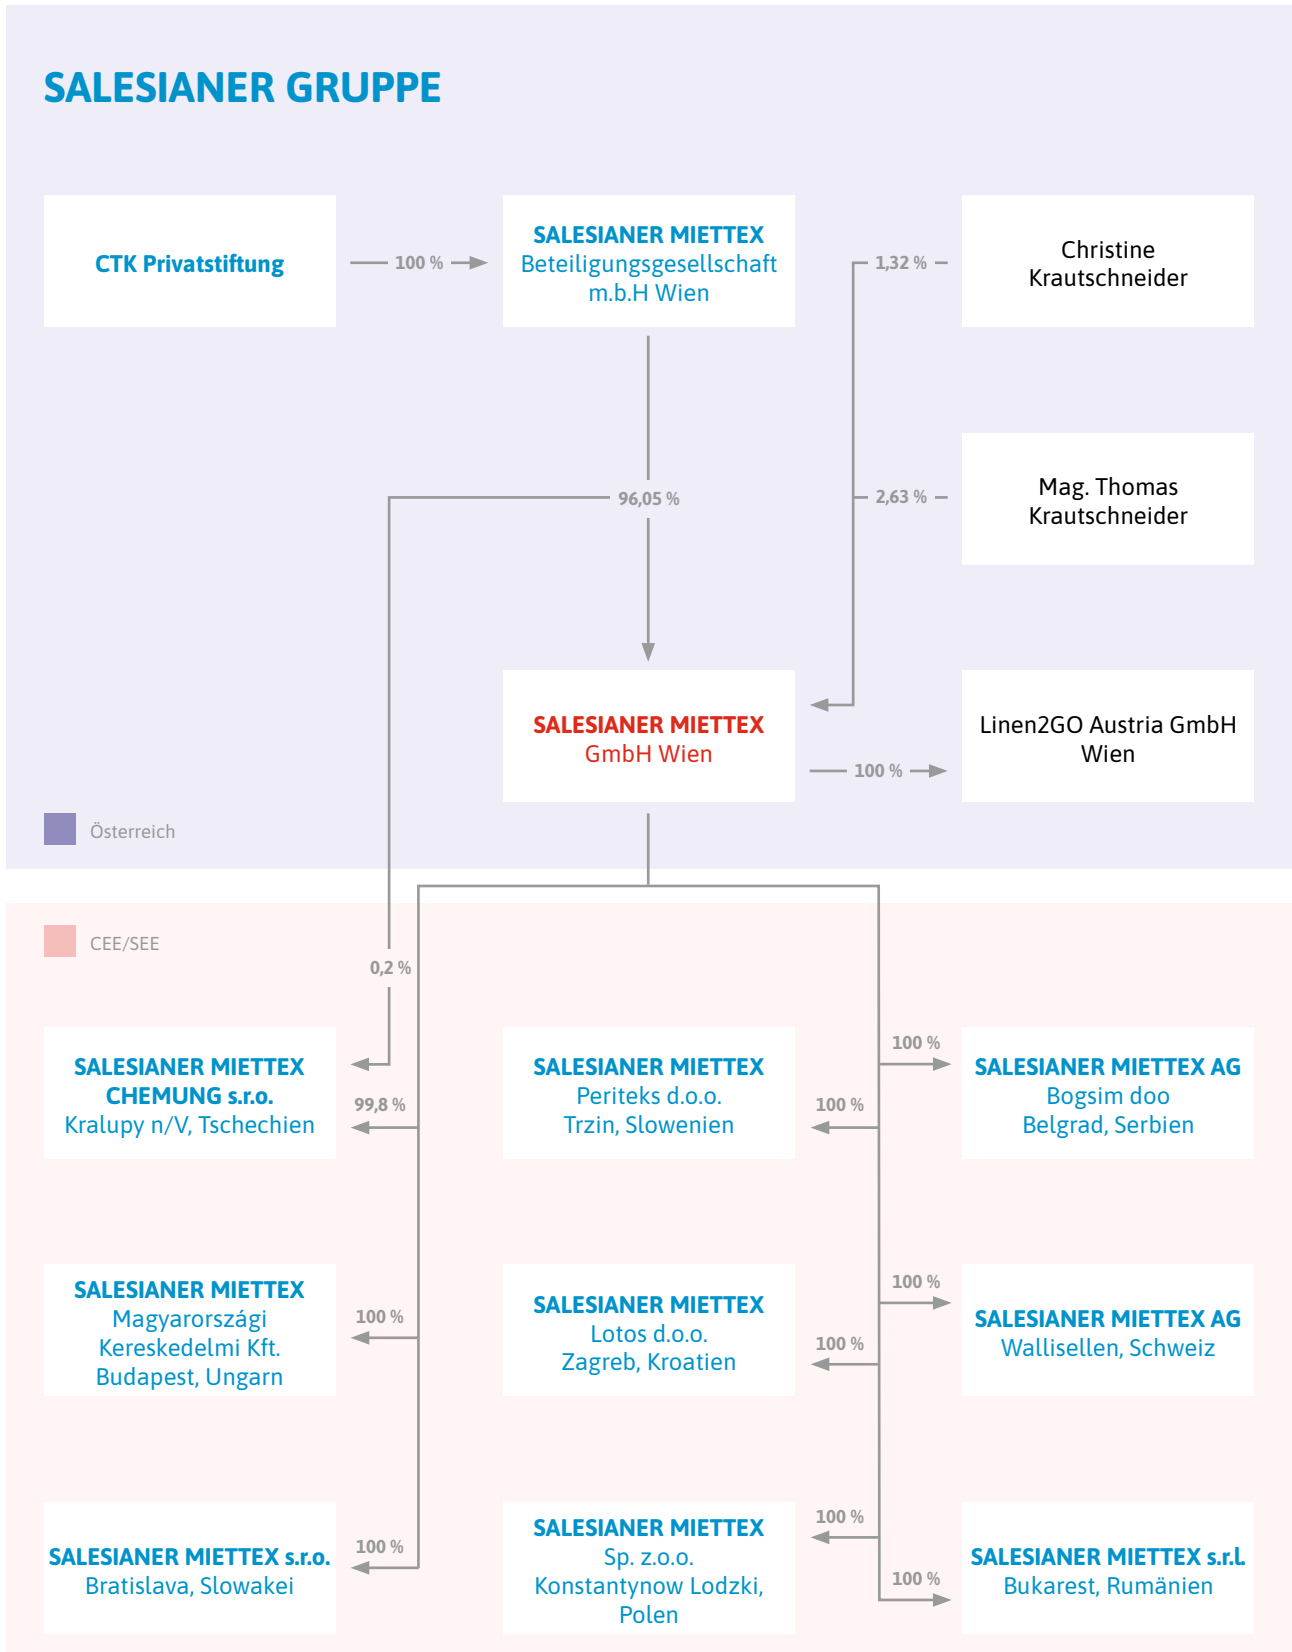 SALESIANER GRUPPE
CTK Privatstiftung
100 %
SALESIANER MIETTEX
Beteiligungsgesellschaft
m.b.H Wien
1,32 %
Christine
Krautschneider
96,05 %
2,63 %
Mag. Thomas
Krautschneider
SALESIANER MIETTEX
GmbH Wien
100 %
Linen2GO Austria GmbH
Wien
Österreich
CEE/SEE
0,2 %
SALESIANER MIETTEX
CHEMUNG s.r.o.
Kralupy n/V, Tschechien
99,8 %
SALESIANER MIETTEX
Periteks d.o.o.
Trzin, Slowenien
100 %
100 %
SALESIANER MIETTEX AG
Bogsim doo
Belgrad, Serbien
SALESIANER MIETTEX
Magyarországi
Kereskedelmi Kft.
Budapest, Ungarn
100 %
SALESIANER MIETTEX
Lotos d.o.o.
Zagreb, Kroatien
100 %
100 %
SALESIANER MIETTEX AG
Wallisellen, Schweiz
SALESIANER MIETTEX s.r.o.
Bratislava, Slowakei
100 %
SALESIANER MIETTEX
Sp. z.o.o.
Konstantynow Lodzki,
Polen
100 %
100 %
SALESIANER MIETTEX s.r.l.
Bukarest, Rumänien